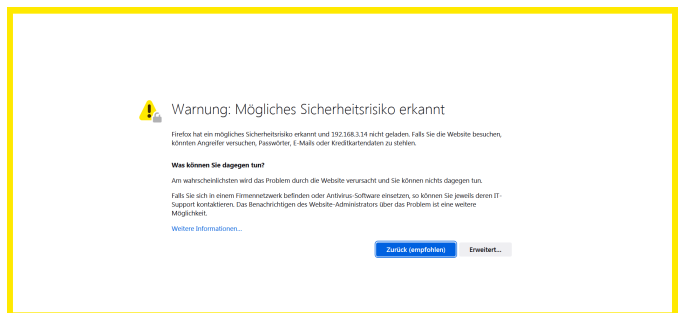 Warnung: Mögliches Sicherheitsrisiko erkannt
Firefox hat ein mögliches Sicherheitsrisiko erkannt und 192.168.3.14 nicht geladen. Falls Sie die Website besuchen,
könnten Angreifer versuchen, Passwörter, E-Mails oder Kreditkartendaten zu stehlen.
Was können Sie dagegen tun?
Am wahrscheinlichsten wird das Problem durch die Website verursacht und Sie können nichts dagegen tun.
Falls Sie sich in einem Firmennetzwerk befinden oder Antivirus-Software einsetzen, so können Sie jeweils deren IT-
Support kontaktieren. Das Benachrichtigen des Website-Administrators über das Problem ist eine weitere
Möglichkeit.
Weitere Informationen...
Zurück (empfohlen)
Erweitert...